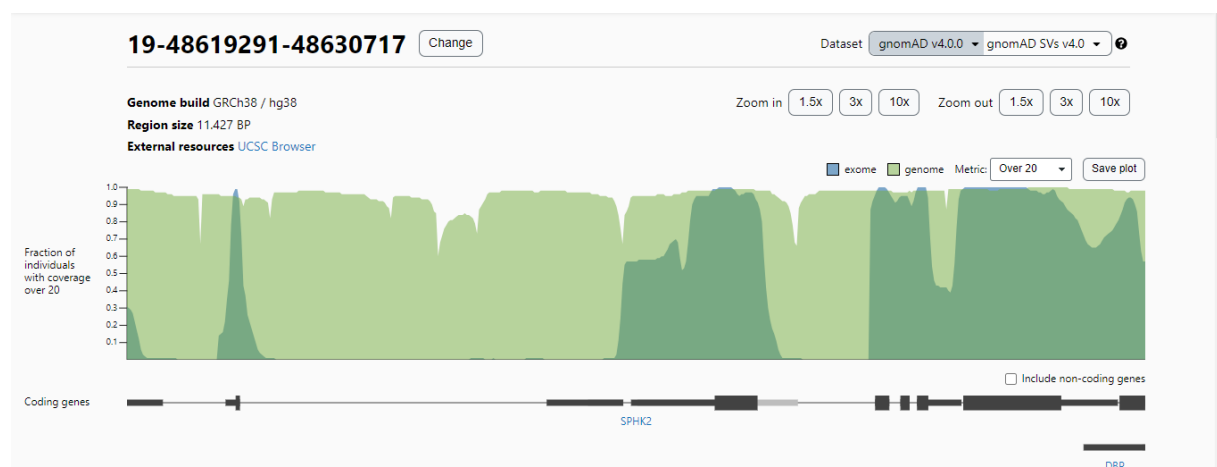 19-48619291-48630717 Change
Dataset gnomAD v4.0.0 gnomAD SVs v4.0
Genome build GRCh38 / hg38
Zoom in 1.5x 3x 10x Zoom out 1.5x 3x 10x
Region size 11.427 BP
External resources UCSC Browser
exome genome Metric: Over 20 Save plot
1.0
0.9
0.8
0.7
0.6
0.5
0.4
0.3
0.2
0.1
Fraction of
individuals
with coverage
over 20
Include non-coding genes
Coding genes
SPHK2
DBP